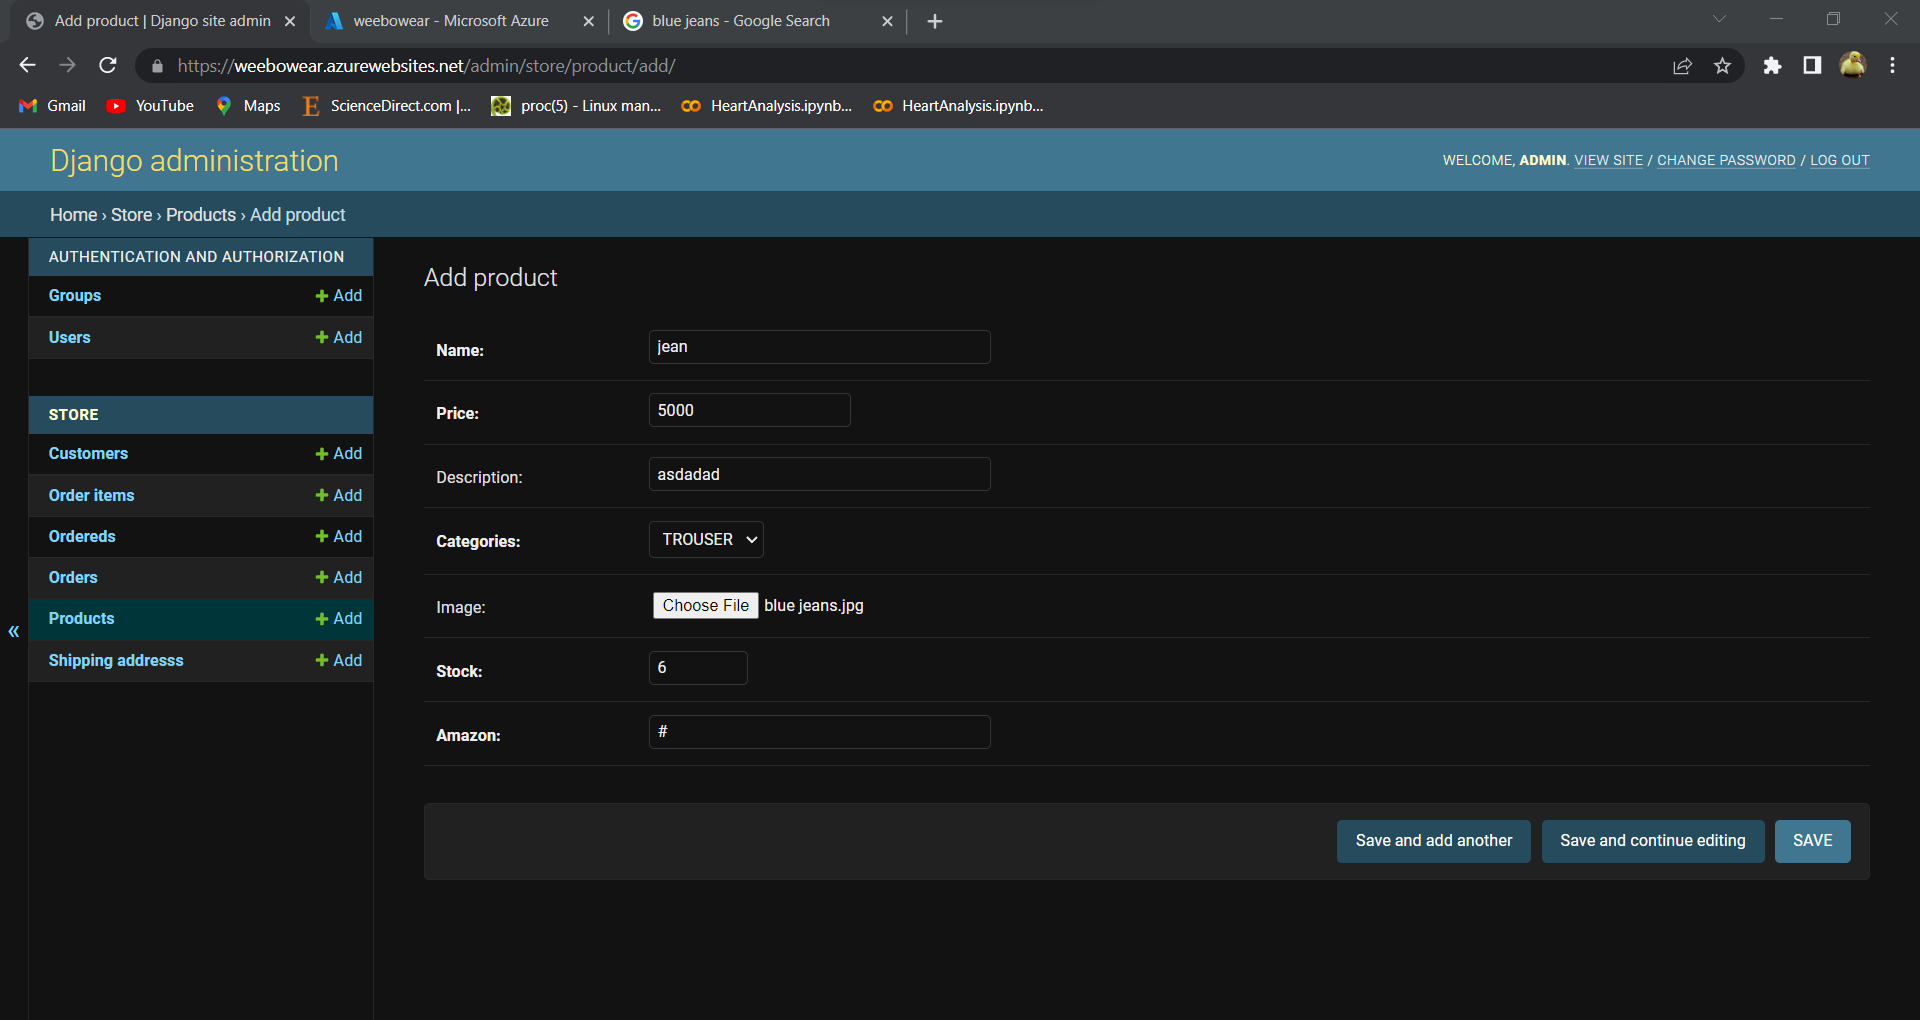 Add product | Django site admin
weebowear - Microsoft Azure
blue jeans - Google Search
https://weebowear.azurewebsites.net/admin/store/product/add/
Gmail
YouTube
Maps
ScienceDirect.com |...
proc(5) - Linux man...
HeartAnalysis.ipynb...
HeartAnalysis.ipynb...
Django administration
WELCOME, ADMIN. VIEW SITE / CHANGE PASSWORD / LOG OUT
Home › Store › Products › Add product
AUTHENTICATION AND AUTHORIZATION
Groups + Add
Users + Add
STORE
Customers + Add
Order items + Add
Ordereds + Add
Orders + Add
Products + Add
Shipping addresss + Add
«
Add product
Name: jean
Price: 5000
Description: asdadad
Categories: TROUSER
Image: Choose File blue jeans.jpg
Stock: 6
Amazon: #
Save and add another
Save and continue editing
SAVE